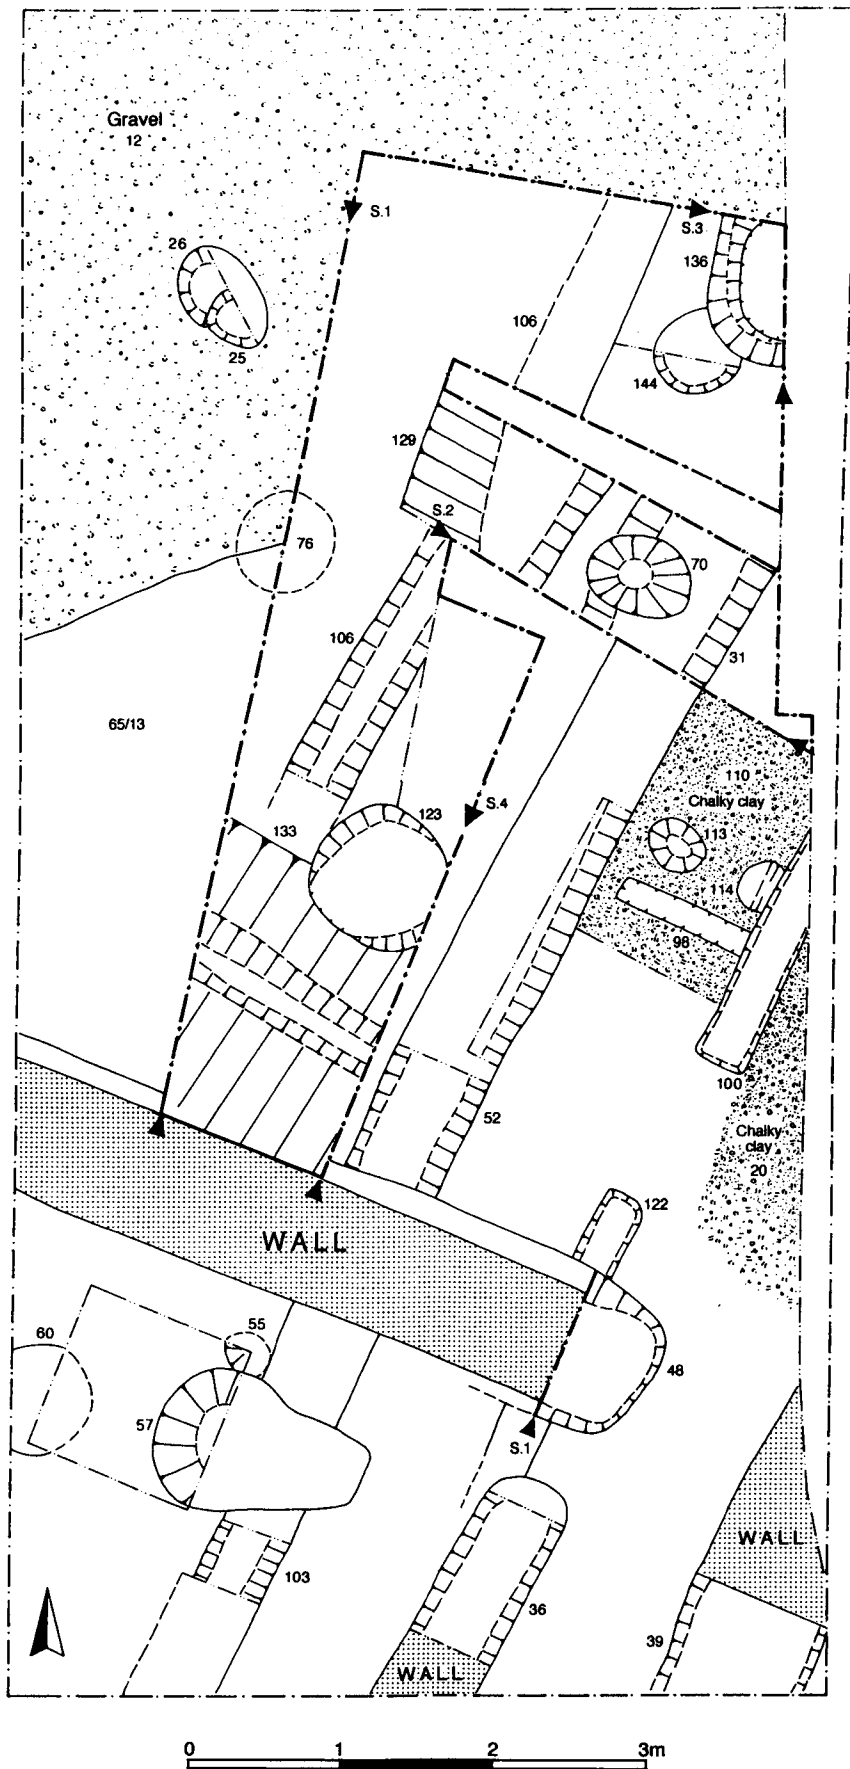 Gravel
12
S.1
S.3
26
136
25
106
144
129
S.2
76
70
106
31
65/13
110
Chalky clay
S.4
123
133
113
114
98
100
52
Chalky
clay
20
122
WALL
60
55
48
57
S.1
WALL
103
36
39
WALL
0 1 2 3m